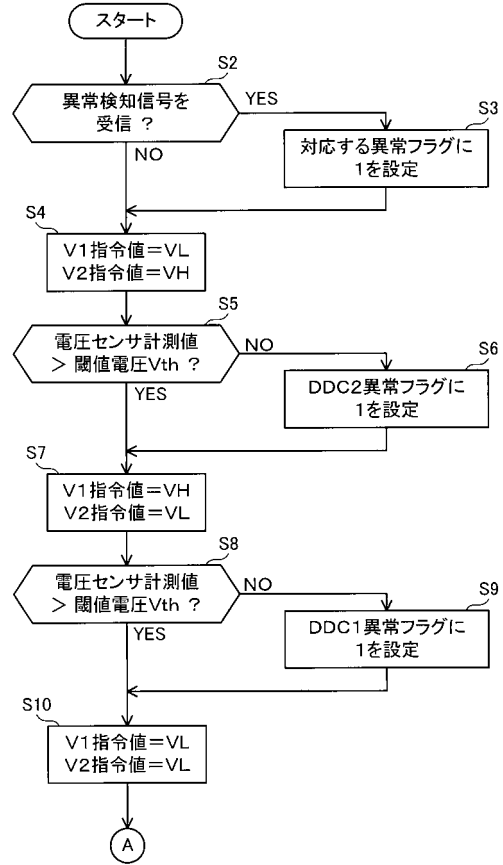 スタート
S2
異常検知信号を
受信 ?
YES
NO
S3
対応する異常フラグに
1を設定
S4
V1指令値=VL
V2指令値=VH
S5
電圧センサ計測値
> 閾値電圧Vth ?
NO
YES
S6
DDC2異常フラグに
1を設定
S7
V1指令値=VH
V2指令値=VL
S8
電圧センサ計測値
> 閾値電圧Vth ?
NO
YES
S9
DDC1異常フラグに
1を設定
S10
V1指令値=VL
V2指令値=VL
A